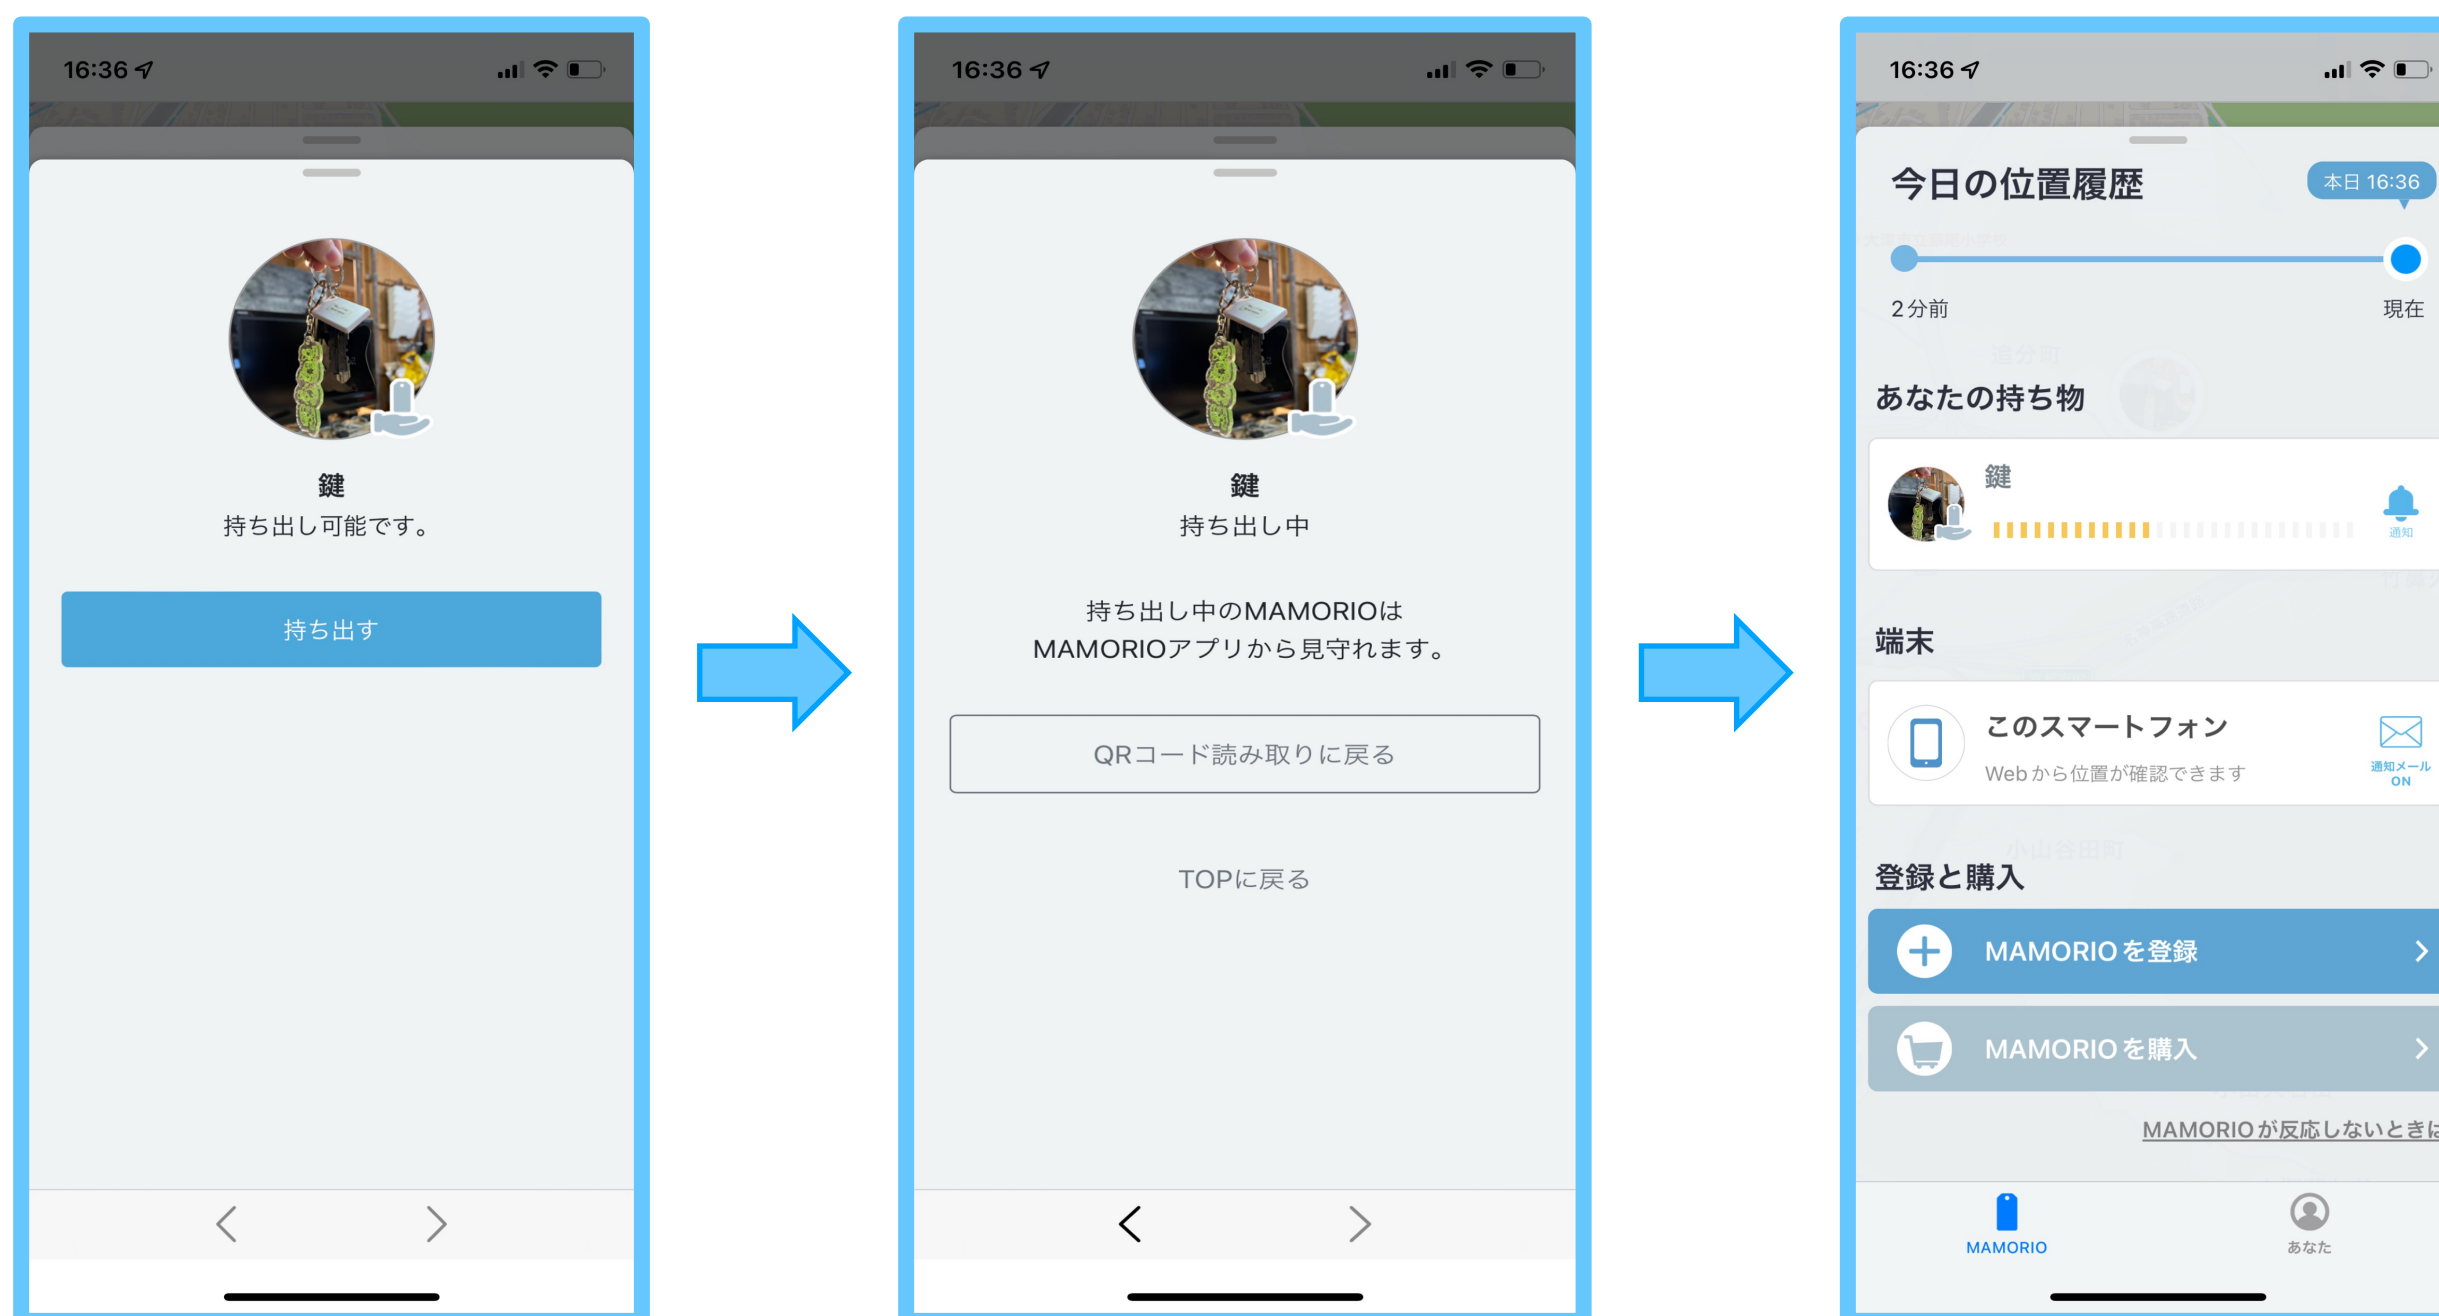 16:36
鍵
持ち出し可能です。
持ち出す
16:36
鍵
持ち出し中
持ち出し中のMAMORIOは
MAMORIOアプリから見守れます。
QRコード読み取りに戻る
TOPに戻る
16:36
今日の位置履歴
本日 16:36
2分前
現在
追分町
あなたの持ち物
鍵
通知
端末
このスマートフォン
Webから位置が確認できます
通知メール
ON
小山谷田町
登録と購入
MAMORIOを登録
MAMORIOを購入
MAMORIOが反応しないときは
MAMORIO
あなた